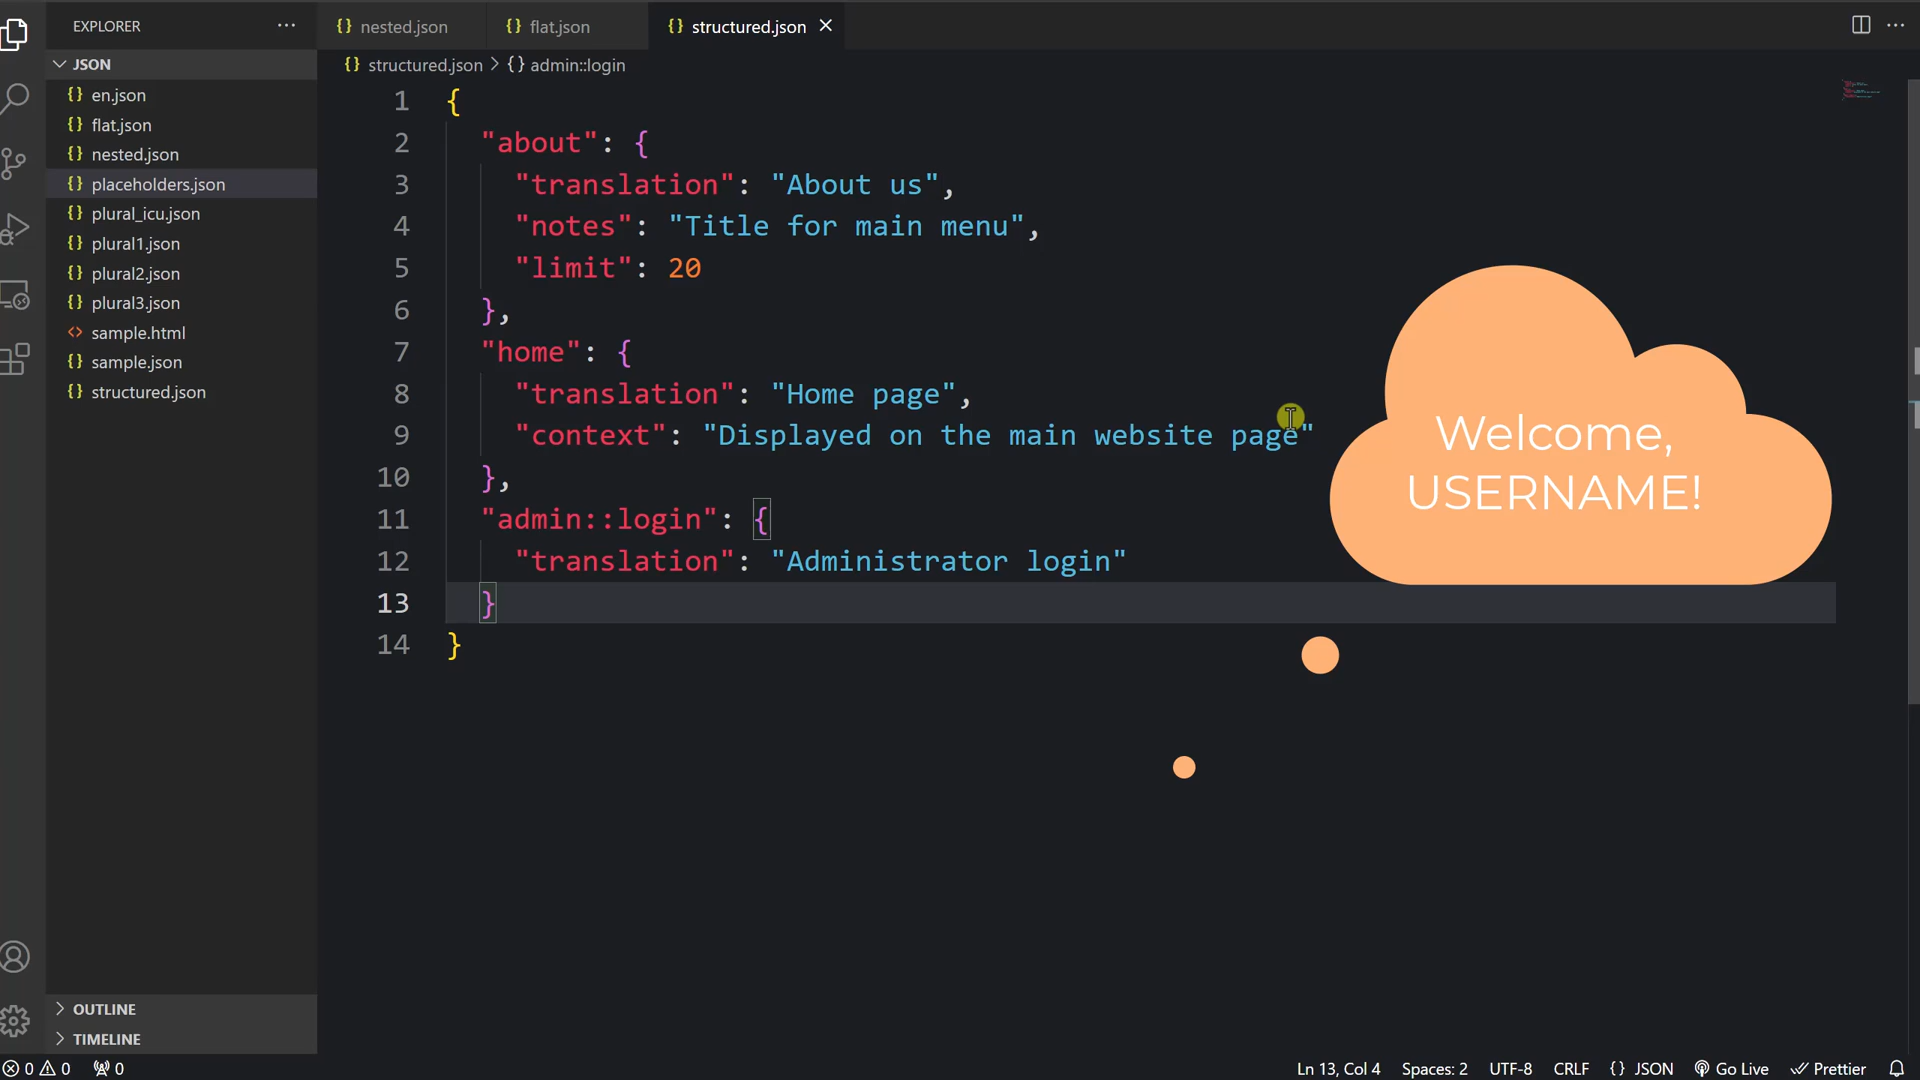 EXPLORER
JSON
en.json
flat.json
nested.json
placeholders.json
plural_icu.json
plural1.json
plural2.json
plural3.json
sample.html
sample.json
structured.json
OUTLINE
TIMELINE
nested.json
flat.json
structured.json
structured.json > {} admin::login
1 {
2 "about": {
3 "translation": "About us",
4 "notes": "Title for main menu",
5 "limit": 20
6 },
7 "home": {
8 "translation": "Home page",
9 "context": "Displayed on the main website page"
10 },
11 "admin::login": {
12 "translation": "Administrator login"
13 }
14 }
Welcome,
USERNAME!
0 0 0 Ln 13, Col 4 Spaces: 2 UTF-8 CRLF {} JSON Go Live Prettier